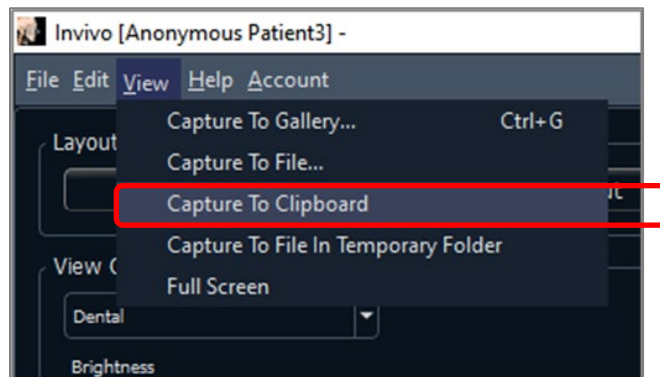 Invivo [Anonymous Patient3] -
File Edit View Help Account
Capture To Gallery... Ctrl+G
Layout
Capture To File...
Capture To Clipboard
Capture To File In Temporary Folder
View
Full Screen
Dental
Brightness